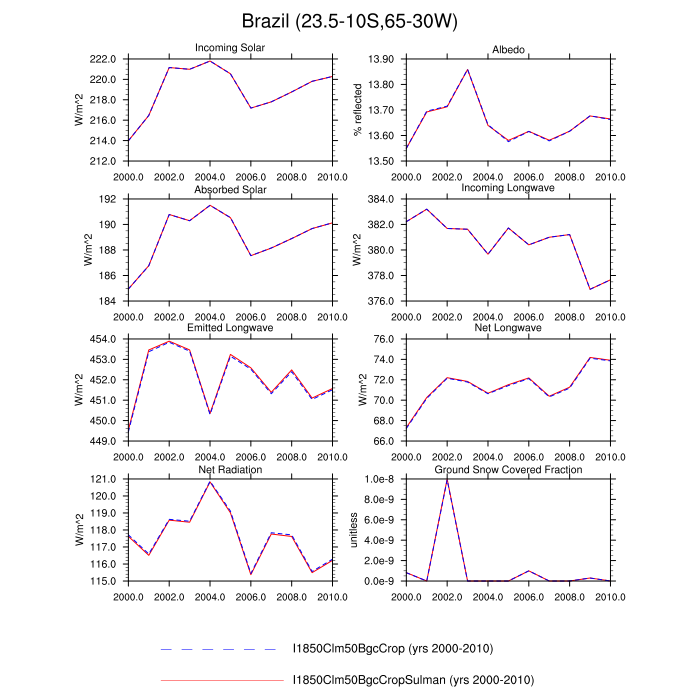 Brazil (23.5-10S,65-30W)
Incoming Solar
W/m^2
222.0
220.0
218.0
216.0
214.0
212.0
2000.0 2002.0 2004.0 2006.0 2008.0 2010.0
Albedo
% reflected
13.90
13.80
13.70
13.60
13.50
2000.0 2002.0 2004.0 2006.0 2008.0 2010.0
Absorbed Solar
W/m^2
192
190
188
186
184
2000.0 2002.0 2004.0 2006.0 2008.0 2010.0
Incoming Longwave
W/m^2
384.0
382.0
380.0
378.0
376.0
2000.0 2002.0 2004.0 2006.0 2008.0 2010.0
Emitted Longwave
W/m^2
454.0
453.0
452.0
451.0
450.0
449.0
2000.0 2002.0 2004.0 2006.0 2008.0 2010.0
Net Longwave
W/m^2
76.0
74.0
72.0
70.0
68.0
66.0
2000.0 2002.0 2004.0 2006.0 2008.0 2010.0
Net Radiation
W/m^2
121.0
120.0
119.0
118.0
117.0
116.0
115.0
2000.0 2002.0 2004.0 2006.0 2008.0 2010.0
Ground Snow Covered Fraction
unitless
1.0e-8
8.0e-9
6.0e-9
4.0e-9
2.0e-9
0.0e-9
2000.0 2002.0 2004.0 2006.0 2008.0 2010.0
I1850Clm50BgcCrop (yrs 2000-2010)
I1850Clm50BgcCropSulman (yrs 2000-2010)